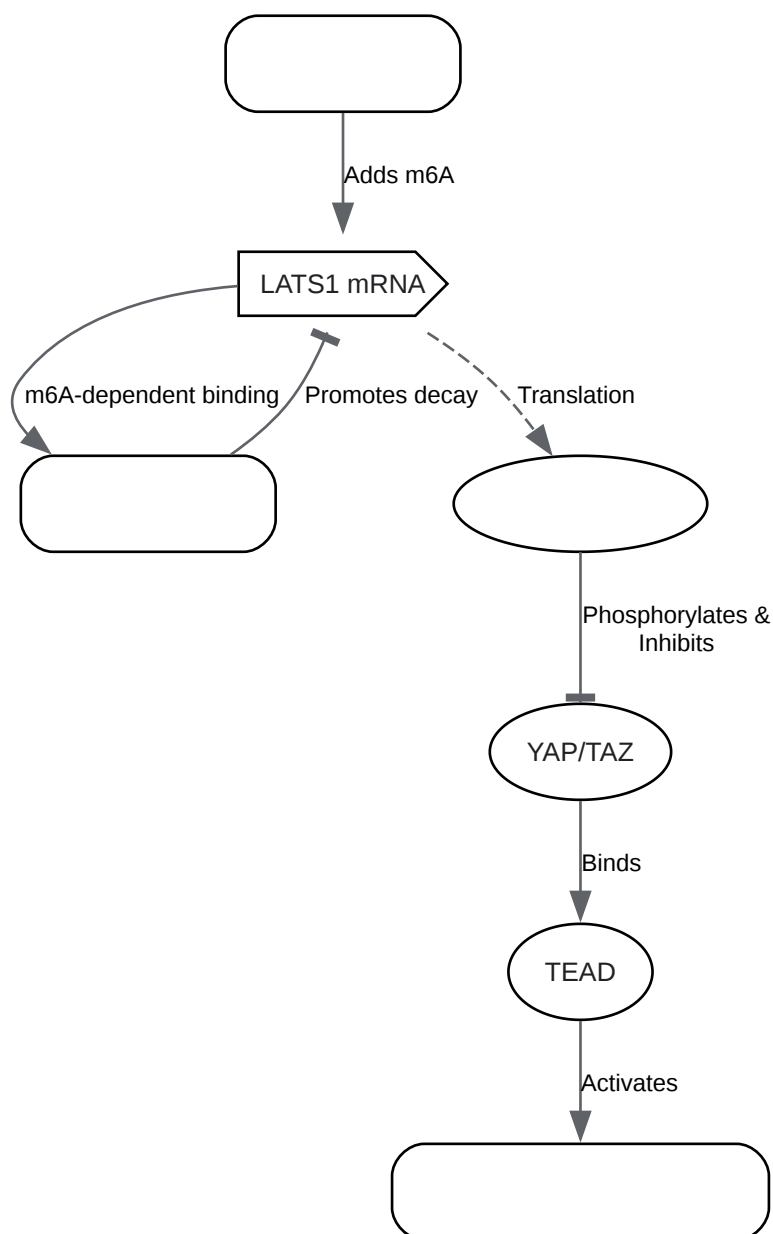 Adds m6A
LATS1 mRNA
m6A-dependent binding
Promotes decay
Translation
Phosphorylates &
Inhibits
YAP/TAZ
Binds
TEAD
Activates